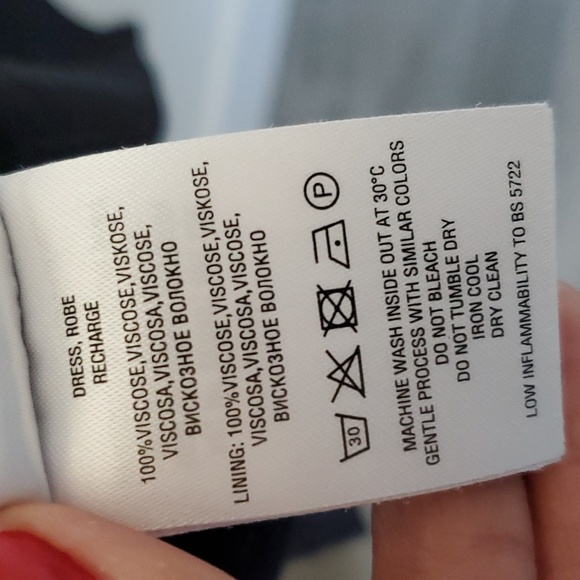 DRESS, ROBE
RECHARGE
100%VISCOSE,VISCOSE,VISKOSE,
VISCOSA,VISCOSA,VISCOSE,
ВИСКОЗНОЕ ВОЛОКНО
LINING: 100%VISCOSE,VISCOSE,VISKOSE,
VISCOSA,VISCOSA,VISCOSE,
ВИСКОЗНОЕ ВОЛОКНО
30 P
MACHINE WASH INSIDE OUT AT 30°C
GENTLE PROCESS WITH SIMILAR COLORS
DO NOT BLEACH
DO NOT TUMBLE DRY
IRON COOL
DRY CLEAN
LOW INFLAMMABILITY TO BS 5722